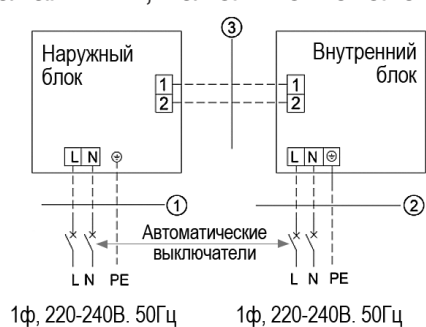 3
Наружный
блок
Внутренний
блок
1
2
1
2
L N
L N
1
2
Автоматические
выключатели
L N PE
L N PE
1ф, 220-240В. 50Гц
1ф, 220-240В. 50Гц